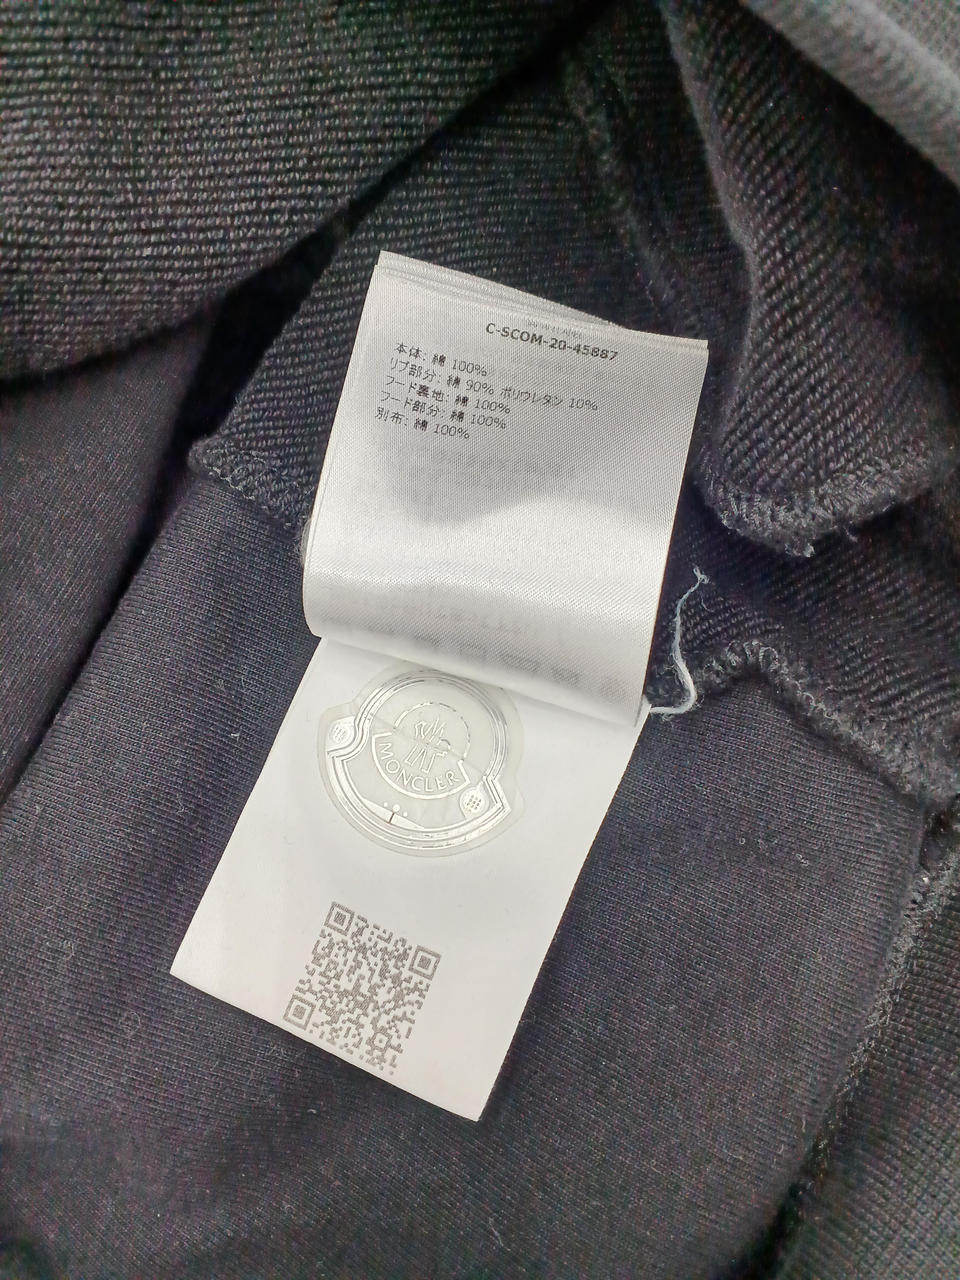 C-SCOM-20-45887
本体: 綿 100%
リブ部分: 綿 90% ポリウレタン 10%
フード裏地: 綿 100%
フード部分: 綿 100%
別布: 綿 100%
MONCLER